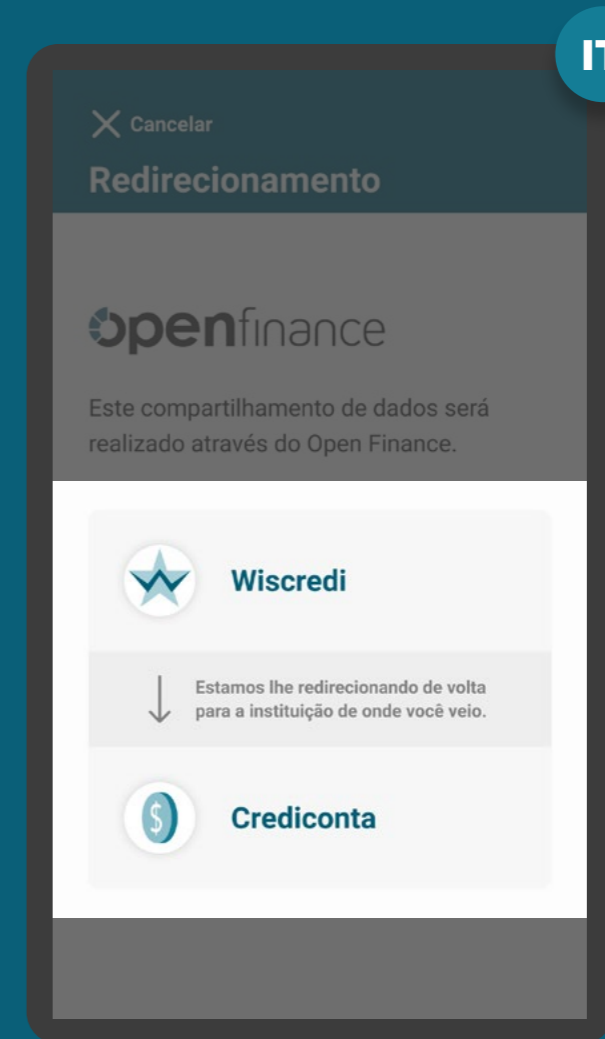 IT
Cancelar
Redirecionamento
openfinance
Este compartilhamento de dados será
realizado através do Open Finance.
Wiscredi
Estamos lhe redirecionando de volta
para a instituição de onde você veio.
$
Crediconta